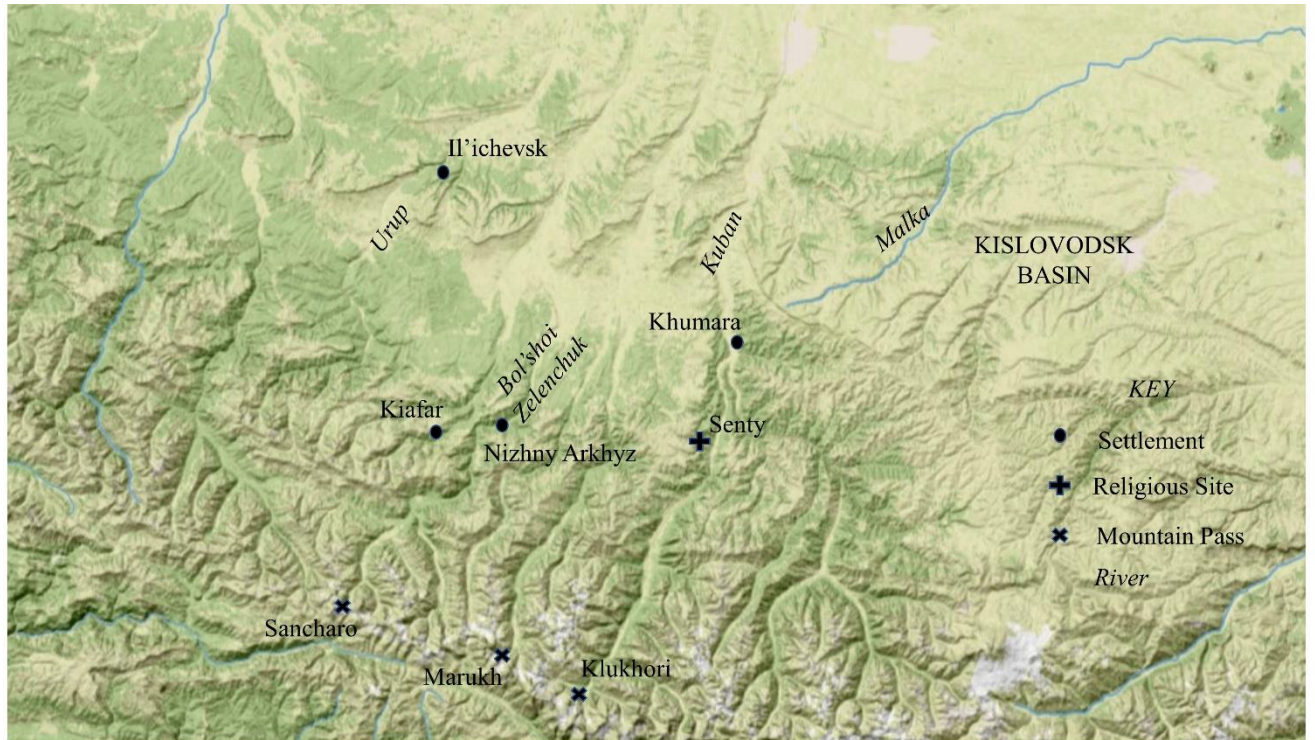 Il’ichevsk
Urup
Kuban
Malka
KISLOVODSK
BASIN
Khumara
Bol’shoi
Zelenchuk
Kiafar
Nizhny Arkhyz
Senty
KEY
Settlement
Religious Site
Mountain Pass
River
Sancharo
Marukh
Klukhori